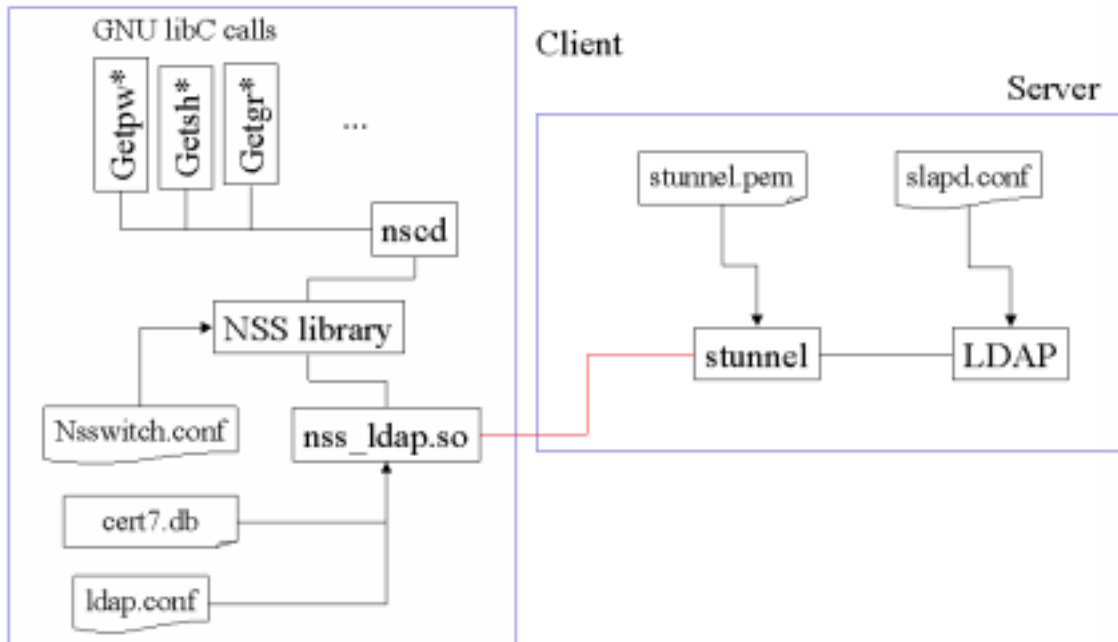 GNU libC calls
Client
Server
Getpw*
Getsh*
Getgr*
...
stunnel.pem
slapd.conf
nscd
NSS library
stunnel
LDAP
Nsswitch.conf
nss_ldap.so
cert7.db
ldap.conf